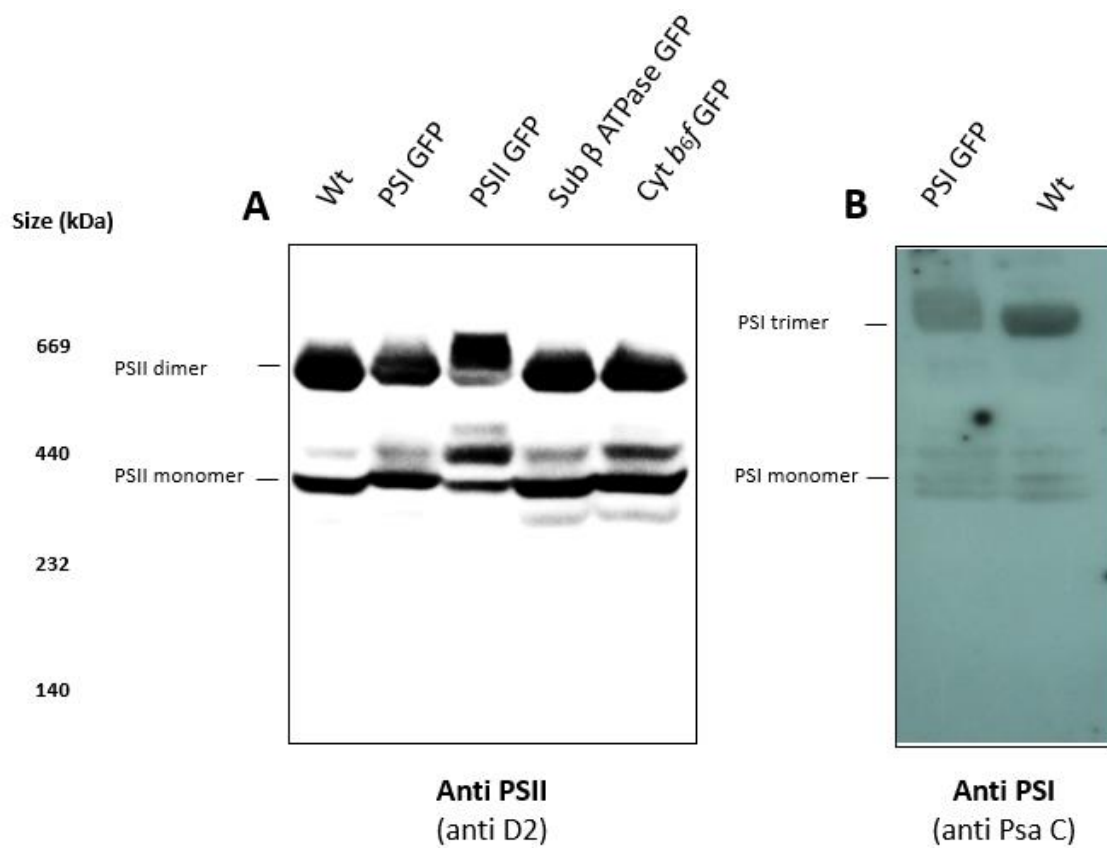 A
Wt
PSI GFP
PSII GFP
Sub β ATPase GFP
Cyt b6f GFP
B
PSI GFP
Wt
Size (kDa)
669
440
232
140
PSII dimer
PSII monomer
PSI trimer
PSI monomer
Anti PSII
(anti D2)
Anti PSI
(anti Psa C)